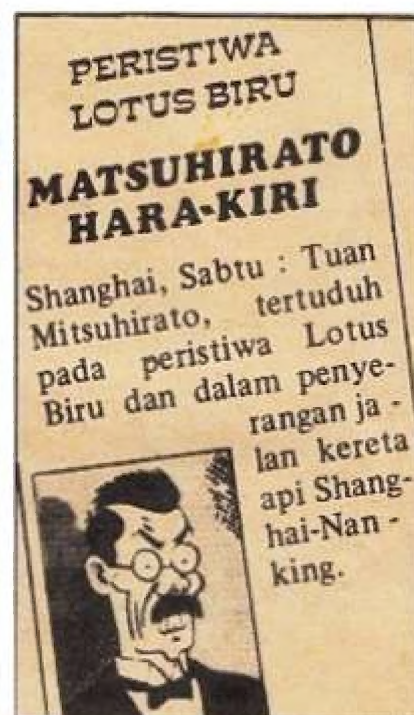 PERISTIWA
LOTUS BIRU
MATSUHIRATO
HARA-KIRI
Shanghai, Sabtu : Tuan
Mitsuhirato, tertuduh
pada peristiwa Lotus
Biru dan dalam penye-
rangan ja -
lan kereta
api Shang-
hai-Nan -
king.